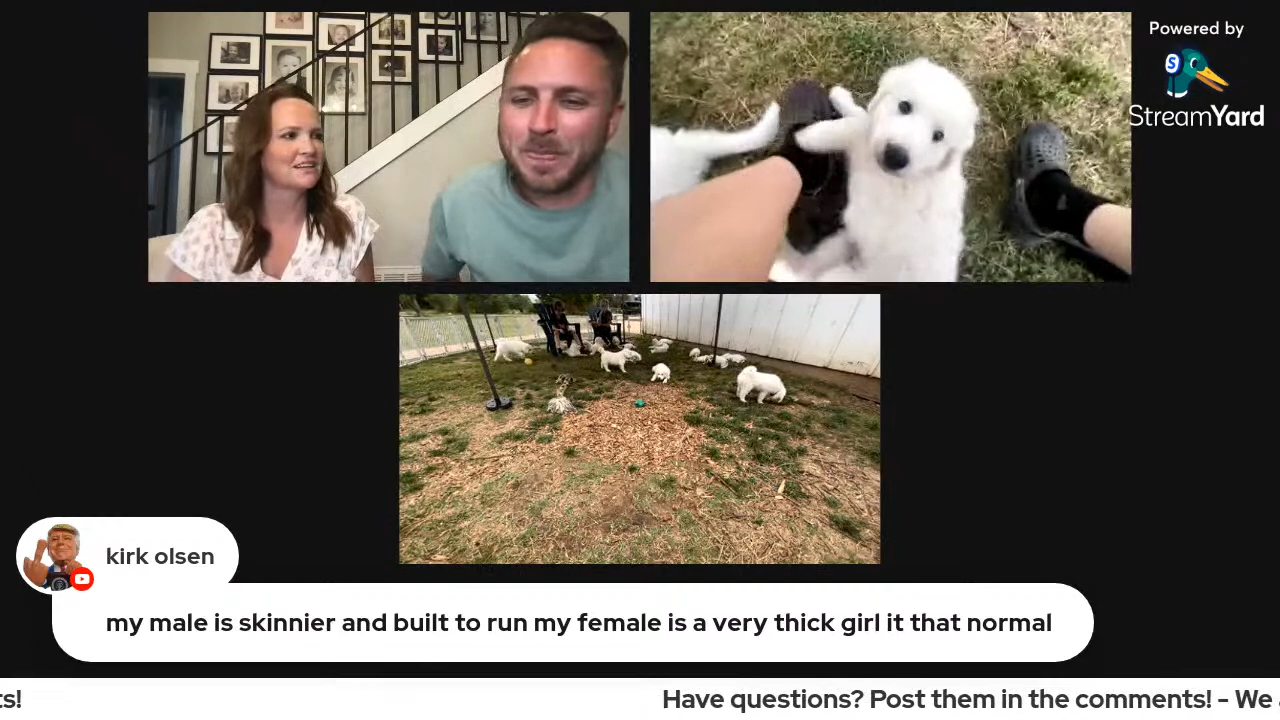 Powered by
StreamYard
kirk olsen
my male is skinnier and built to run my female is a very thick girl it that normal
ts! Have questions? Post them in the comments! - We